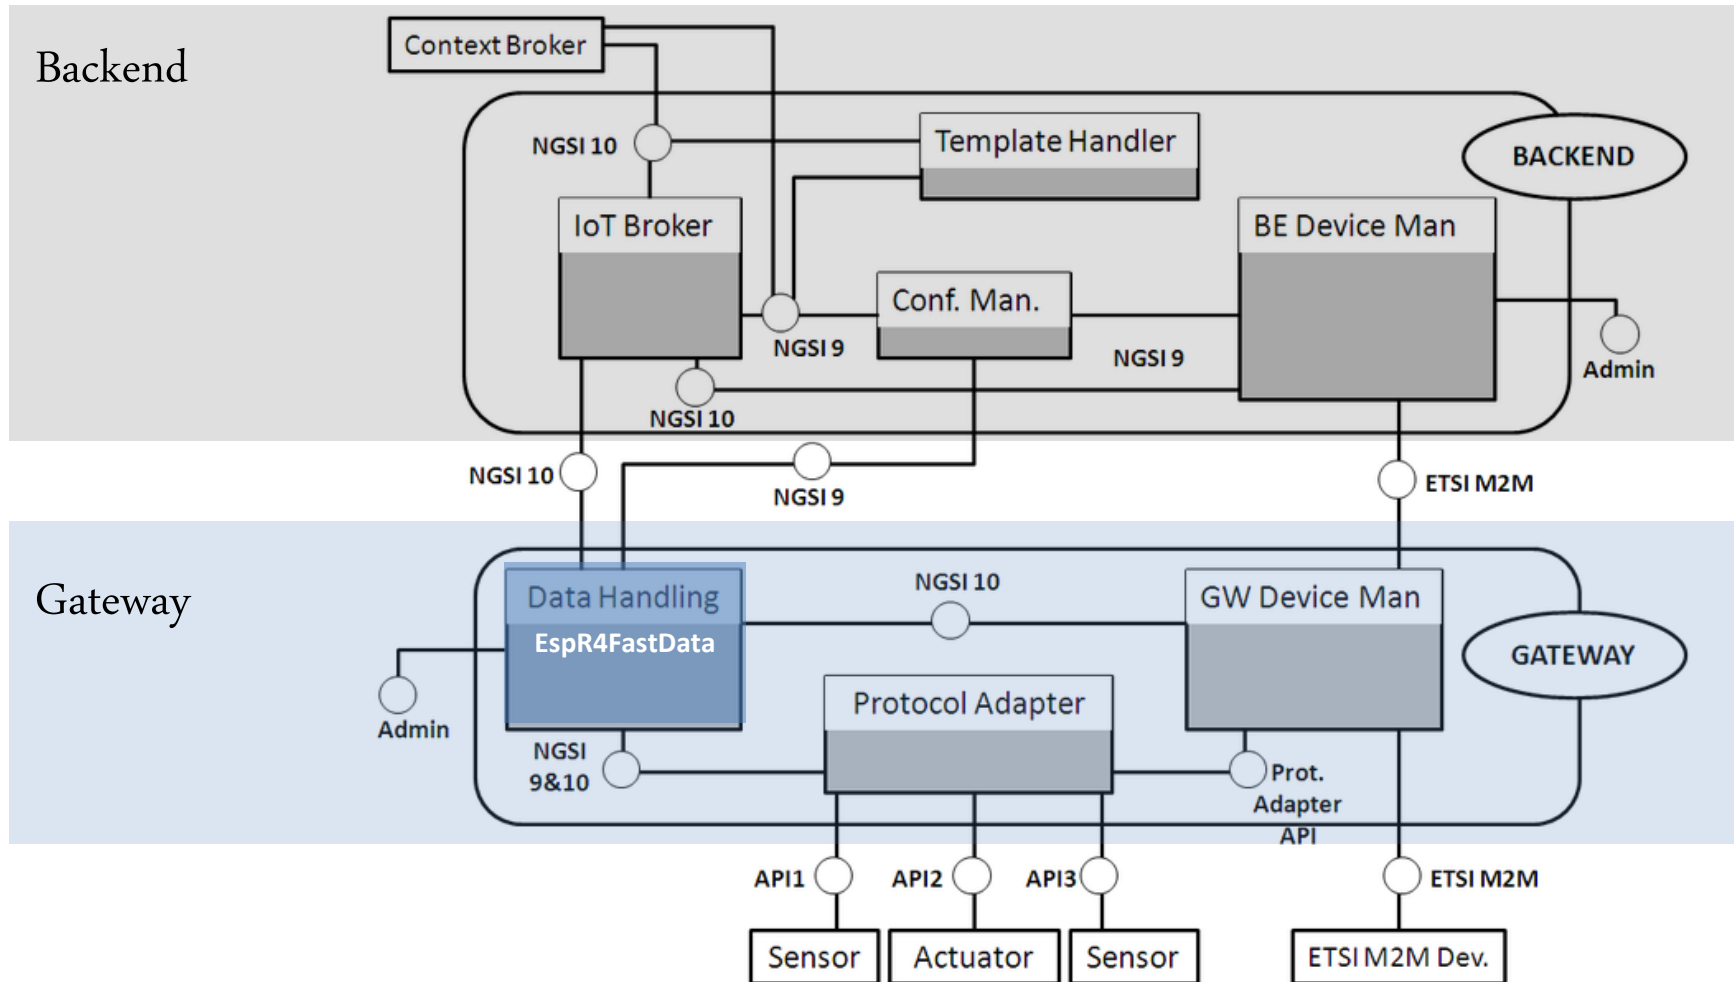 Backend
Context Broker
NGSI 10
Template Handler
BACKEND
IoT Broker
BE Device Man
Conf. Man.
NGSI 9
NGSI 9
Admin
NGSI 10
NGSI 10
NGSI 9
ETSI M2M
Gateway
Data Handling
EspR4FastData
NGSI 10
GW Device Man
GATEWAY
Protocol Adapter
Admin
NGSI
9&10
Prot.
Adapter
API
API1
API2
API3
ETSI M2M
Sensor
Actuator
Sensor
ETSI M2M Dev.